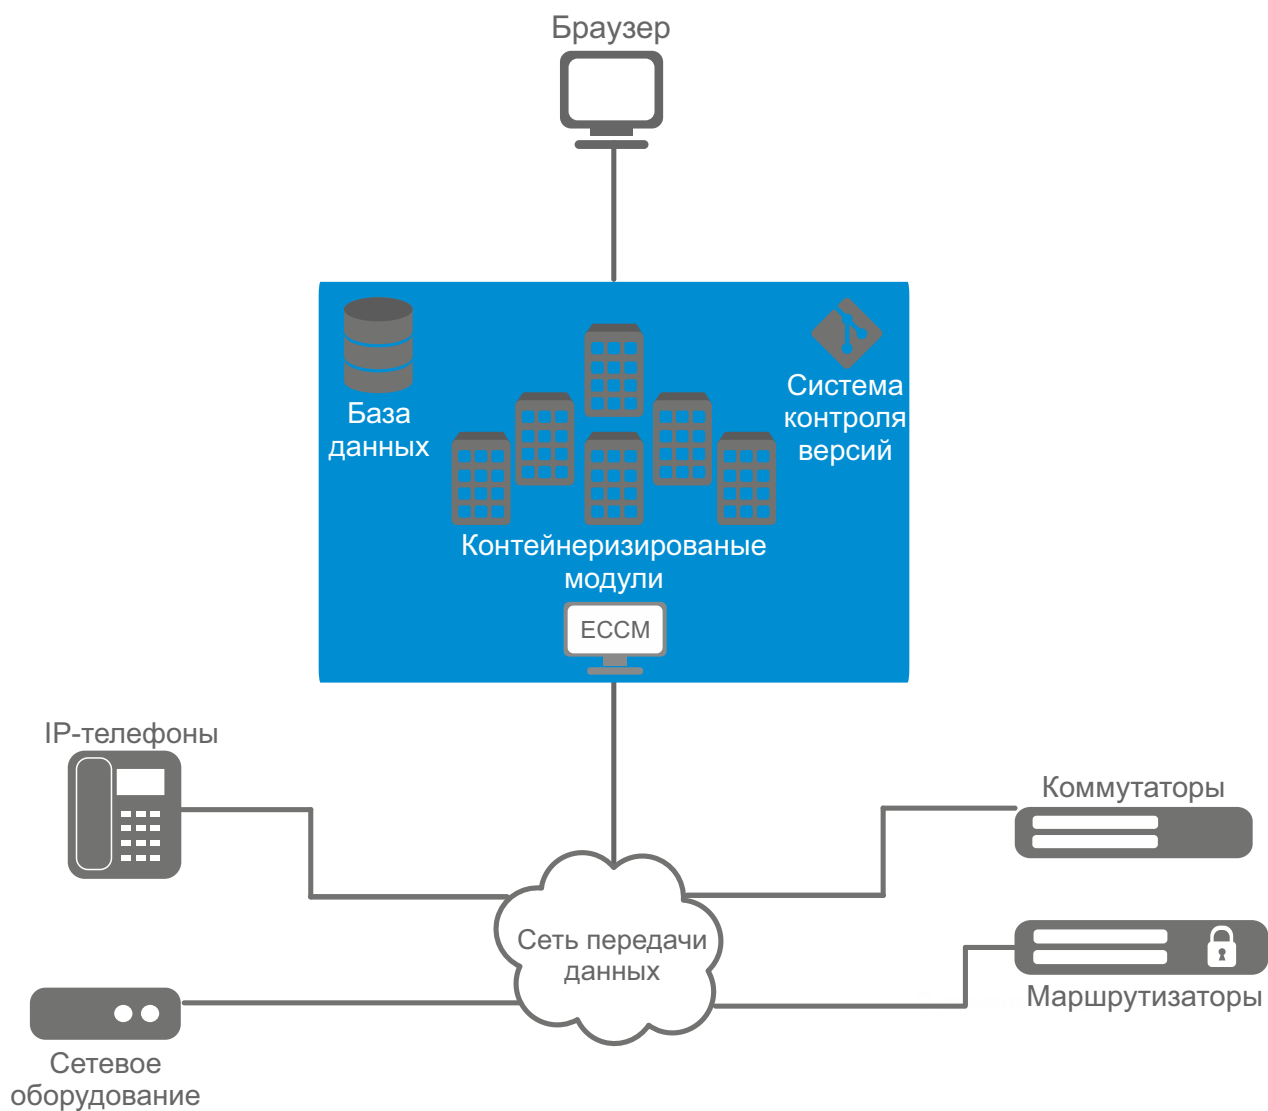 Браузер
База
данных
Система
контроля
версий
Контейнеризированые
модули
ECCM
IP-телефоны
Коммутаторы
Сеть передачи
данных
Маршрутизаторы
Сетевое
оборудование